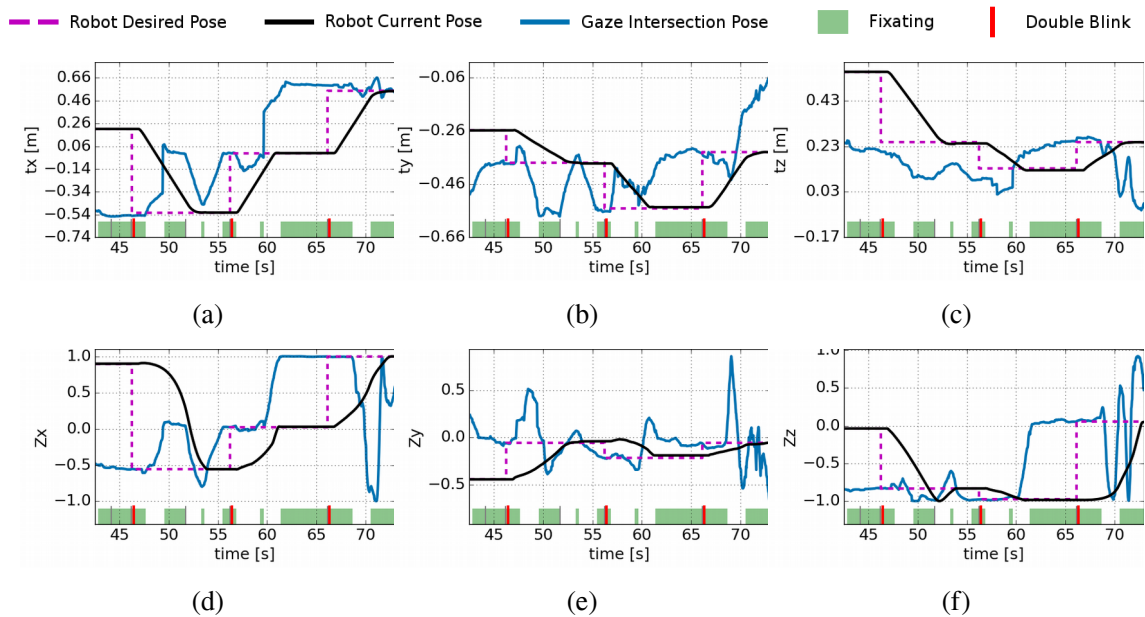 Robot Desired Pose Robot Current Pose Gaze Intersection Pose Fixating Double Blink
0.66
0.46
0.26
0.06
−0.14
−0.34
−0.54
−0.74
tx [m]
45 50 55 60 65 70
time [s]
(a)
−0.06
−0.26
−0.46
−0.66
ty [m]
45 50 55 60 65 70
time [s]
(b)
0.43
0.23
0.03
−0.17
tz [m]
45 50 55 60 65 70
time [s]
(c)
1.0
0.5
0.0
−0.5
−1.0
Zx
45 50 55 60 65 70
time [s]
(d)
0.5
0.0
−0.5
Zy
45 50 55 60 65 70
time [s]
(e)
1.0
0.5
0.0
−0.5
−1.0
Zz
45 50 55 60 65 70
time [s]
(f)